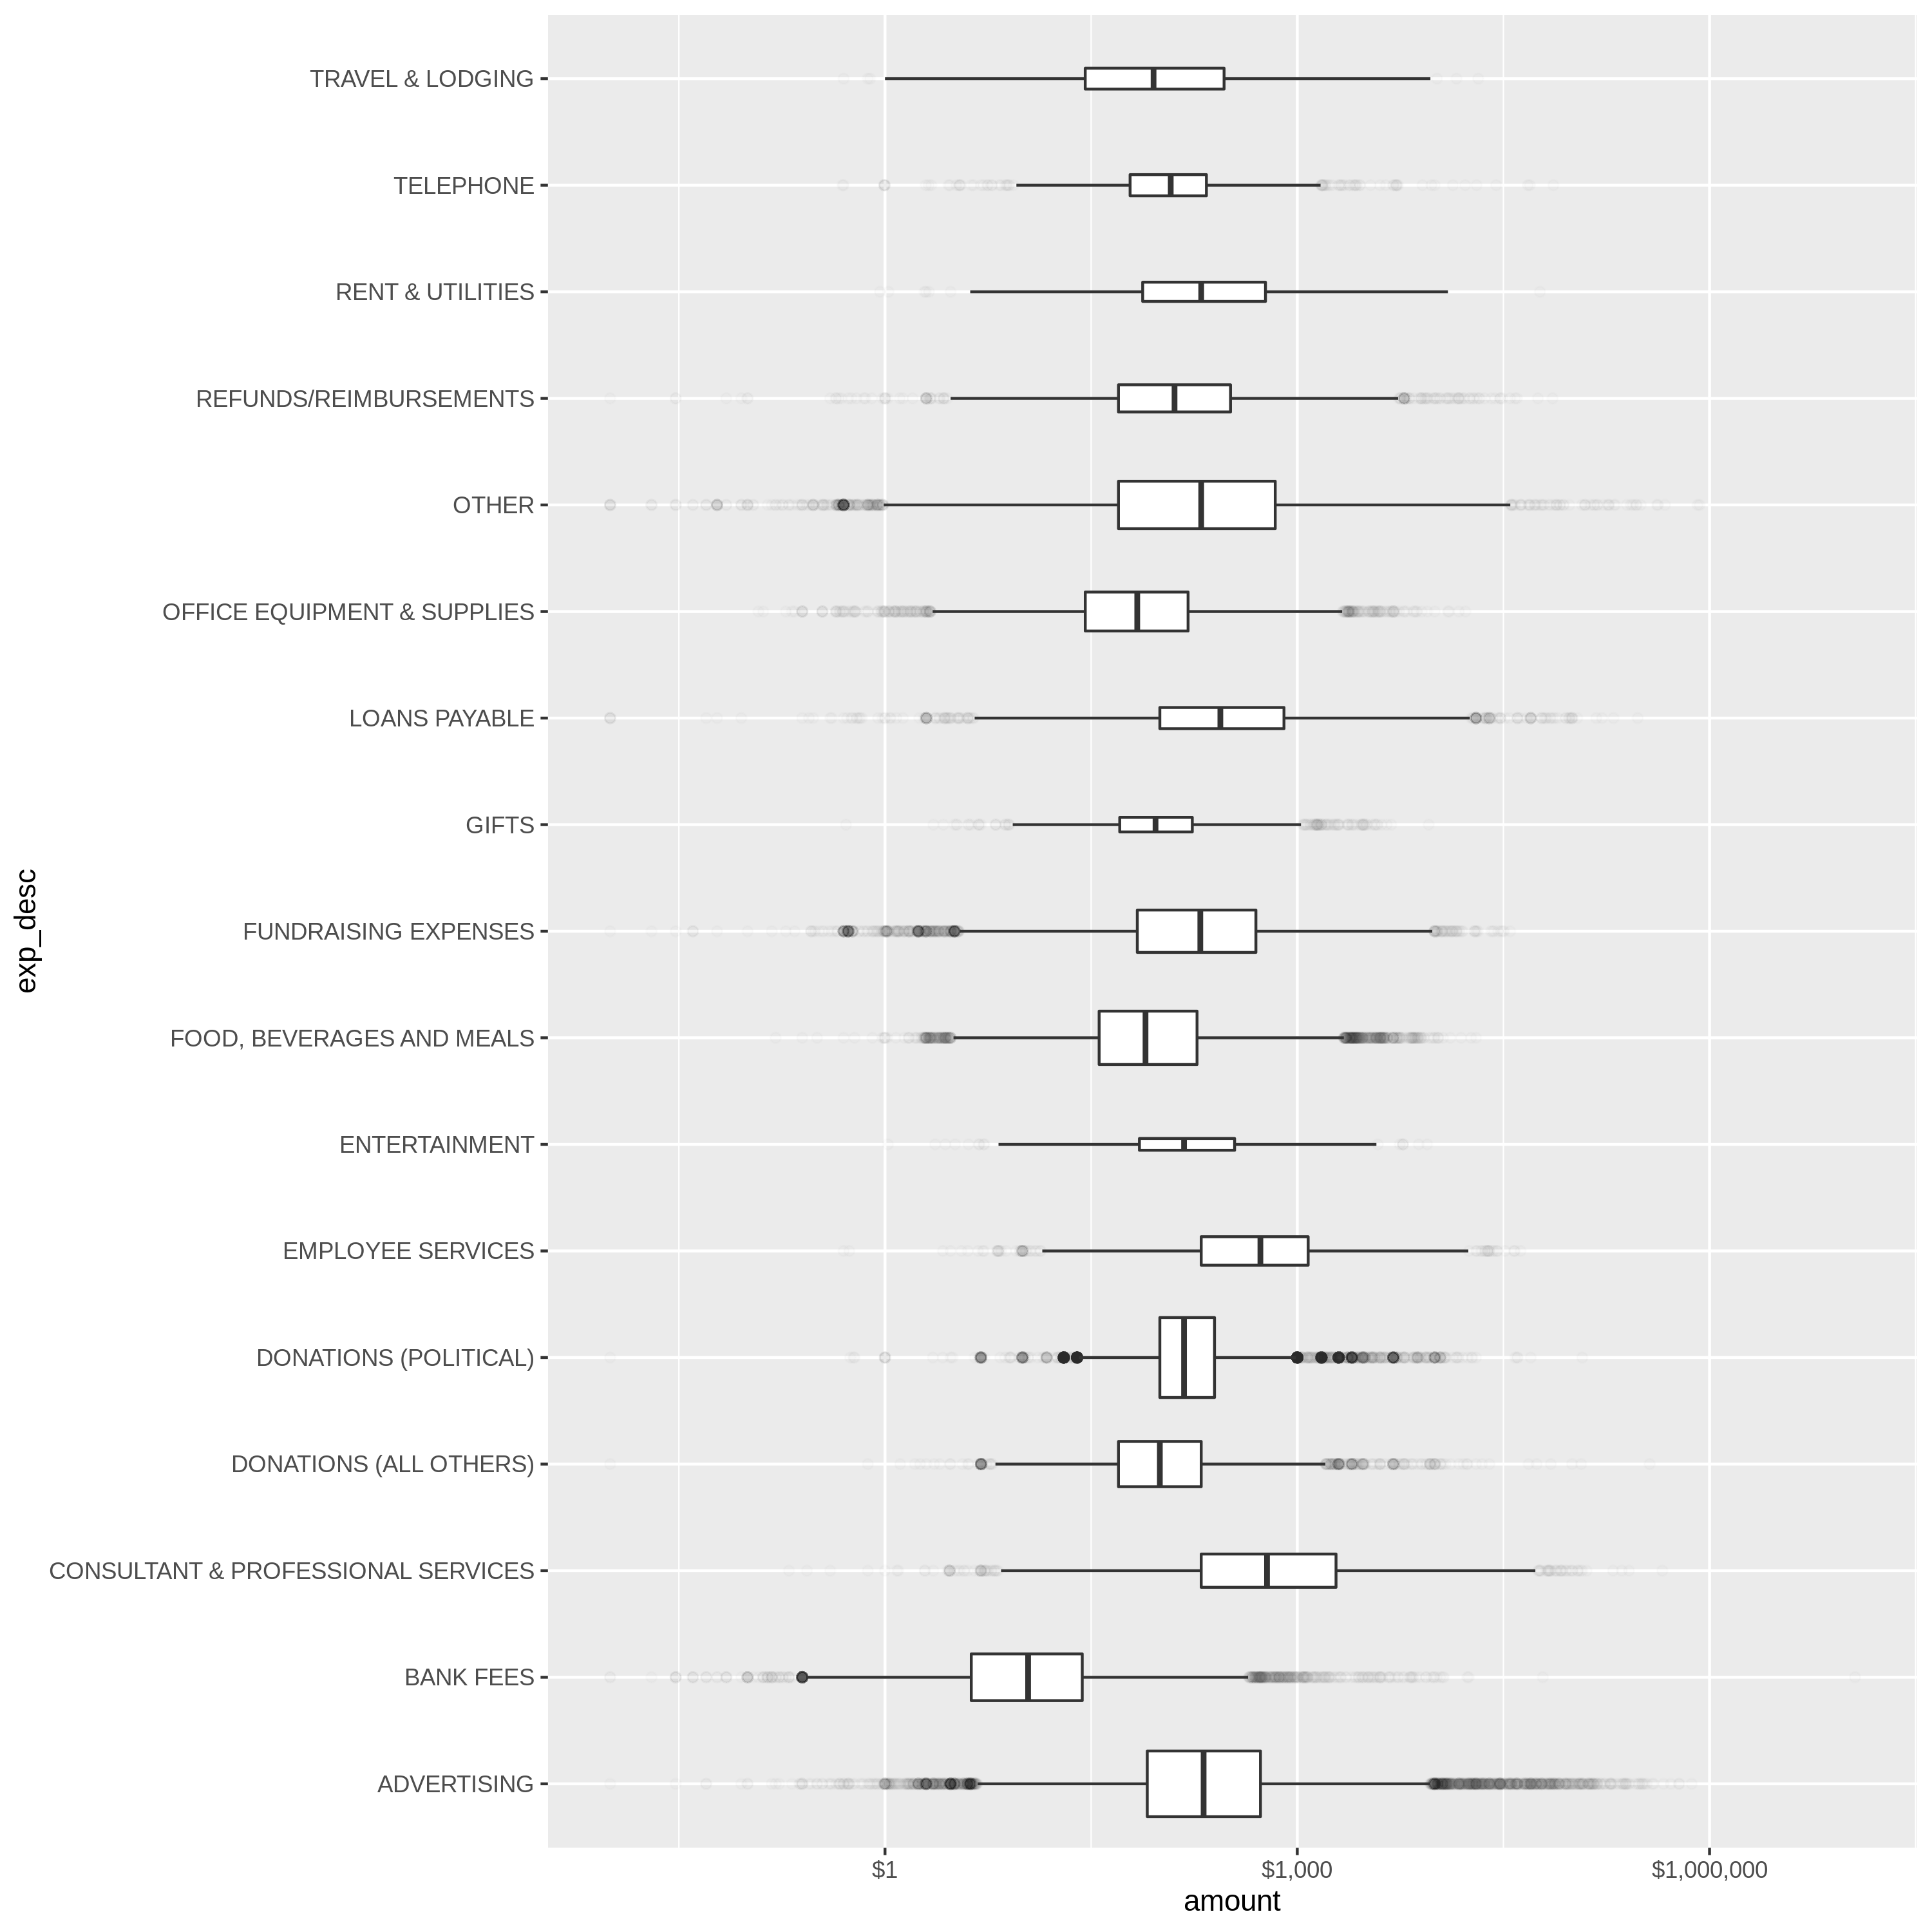 TRAVEL & LODGING
TELEPHONE
RENT & UTILITIES
REFUNDS/REIMBURSEMENTS
OTHER
OFFICE EQUIPMENT & SUPPLIES
LOANS PAYABLE
GIFTS
FUNDRAISING EXPENSES
FOOD, BEVERAGES AND MEALS
ENTERTAINMENT
EMPLOYEE SERVICES
DONATIONS (POLITICAL)
DONATIONS (ALL OTHERS)
CONSULTANT & PROFESSIONAL SERVICES
BANK FEES
ADVERTISING
exp_desc
$1 $1,000 $1,000,000
amount